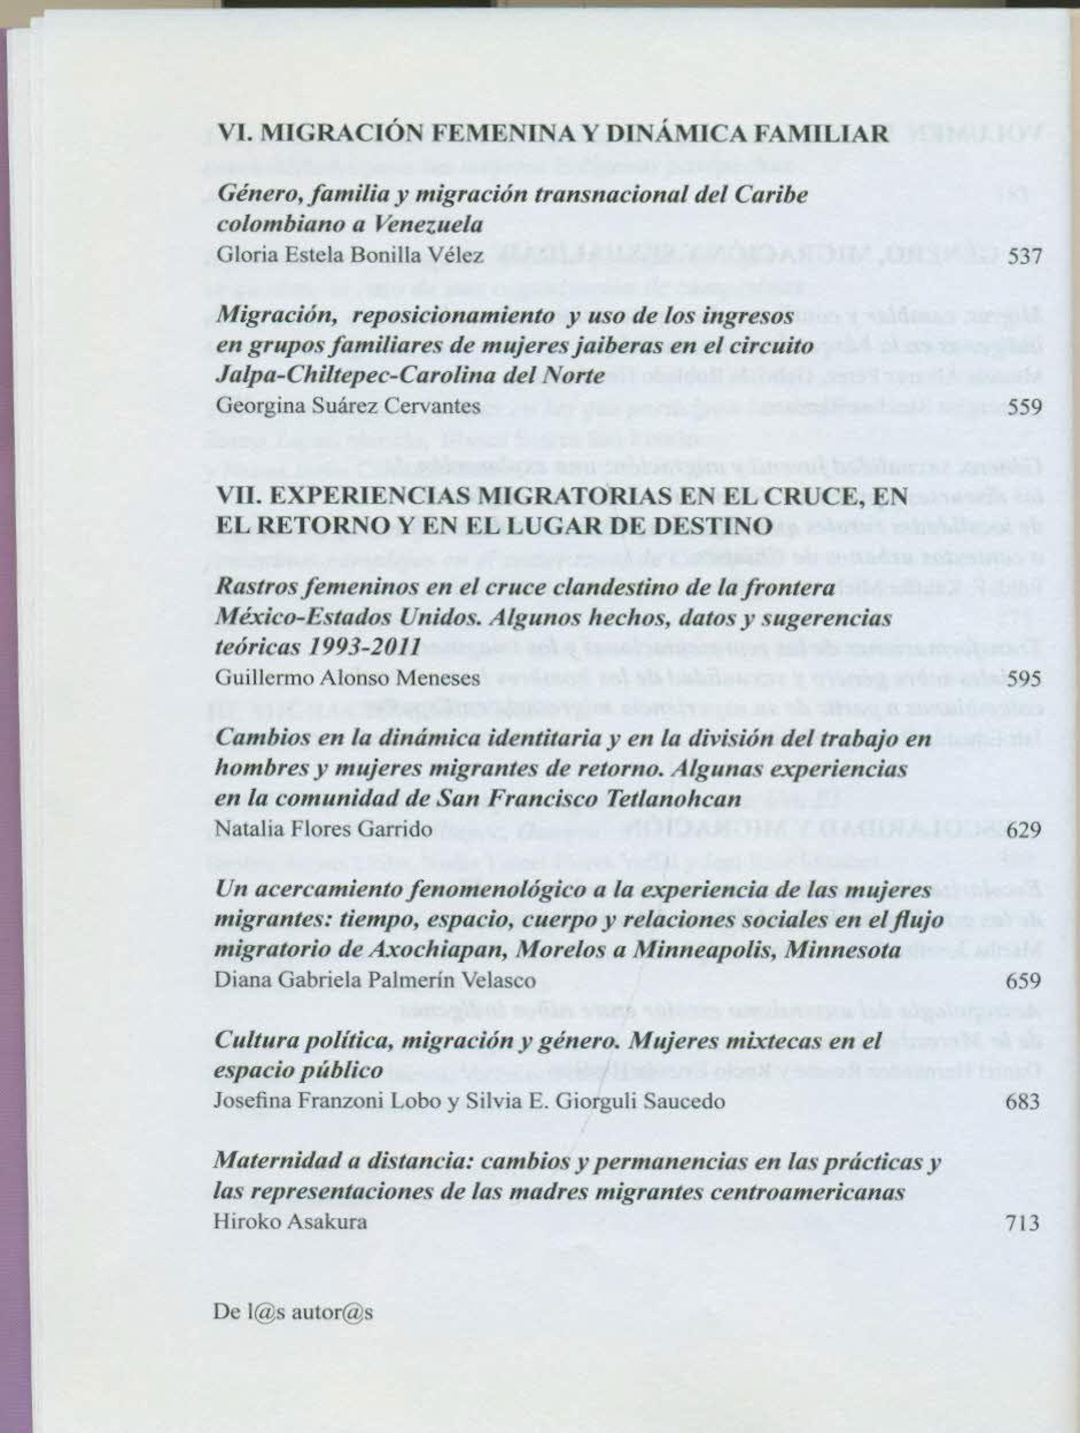 VI. MIGRACIÓN FEMENINA Y DINÁMICA FAMILIAR
Género, familia y migración transnacional del Caribe
colombiano a Venezuela
Gloria Estela Bonilla Vélez 537
Migración, reposicionamiento y uso de los ingresos
en grupos familiares de mujeres jaiberas en el circuito
Jalpa-Chiltepec-Carolina del Norte
Georgina Suárez Cervantes 559
VII. EXPERIENCIAS MIGRATORIAS EN EL CRUCE, EN
EL RETORNO Y EN EL LUGAR DE DESTINO
Rastros femeninos en el cruce clandestino de la frontera
México-Estados Unidos. Algunos hechos, datos y sugerencias
teóricas 1993-2011
Guillermo Alonso Meneses 595
Cambios en la dinámica identitaria y en la división del trabajo en
hombres y mujeres migrantes de retorno. Algunas experiencias
en la comunidad de San Francisco Tetlanohcan
Natalia Flores Garrido 629
Un acercamiento fenomenológico a la experiencia de las mujeres
migrantes: tiempo, espacio, cuerpo y relaciones sociales en el flujo
migratorio de Axochiapan, Morelos a Minneapolis, Minnesota
Diana Gabriela Palmerín Velasco 659
Cultura política, migración y género. Mujeres mixtecas en el
espacio público
Josefina Franzoni Lobo y Silvia E. Giorguli Saucedo 683
Maternidad a distancia: cambios y permanencias en las prácticas y
las representaciones de las madres migrantes centroamericanas
Hiroko Asakura 713
De l@s autor@s